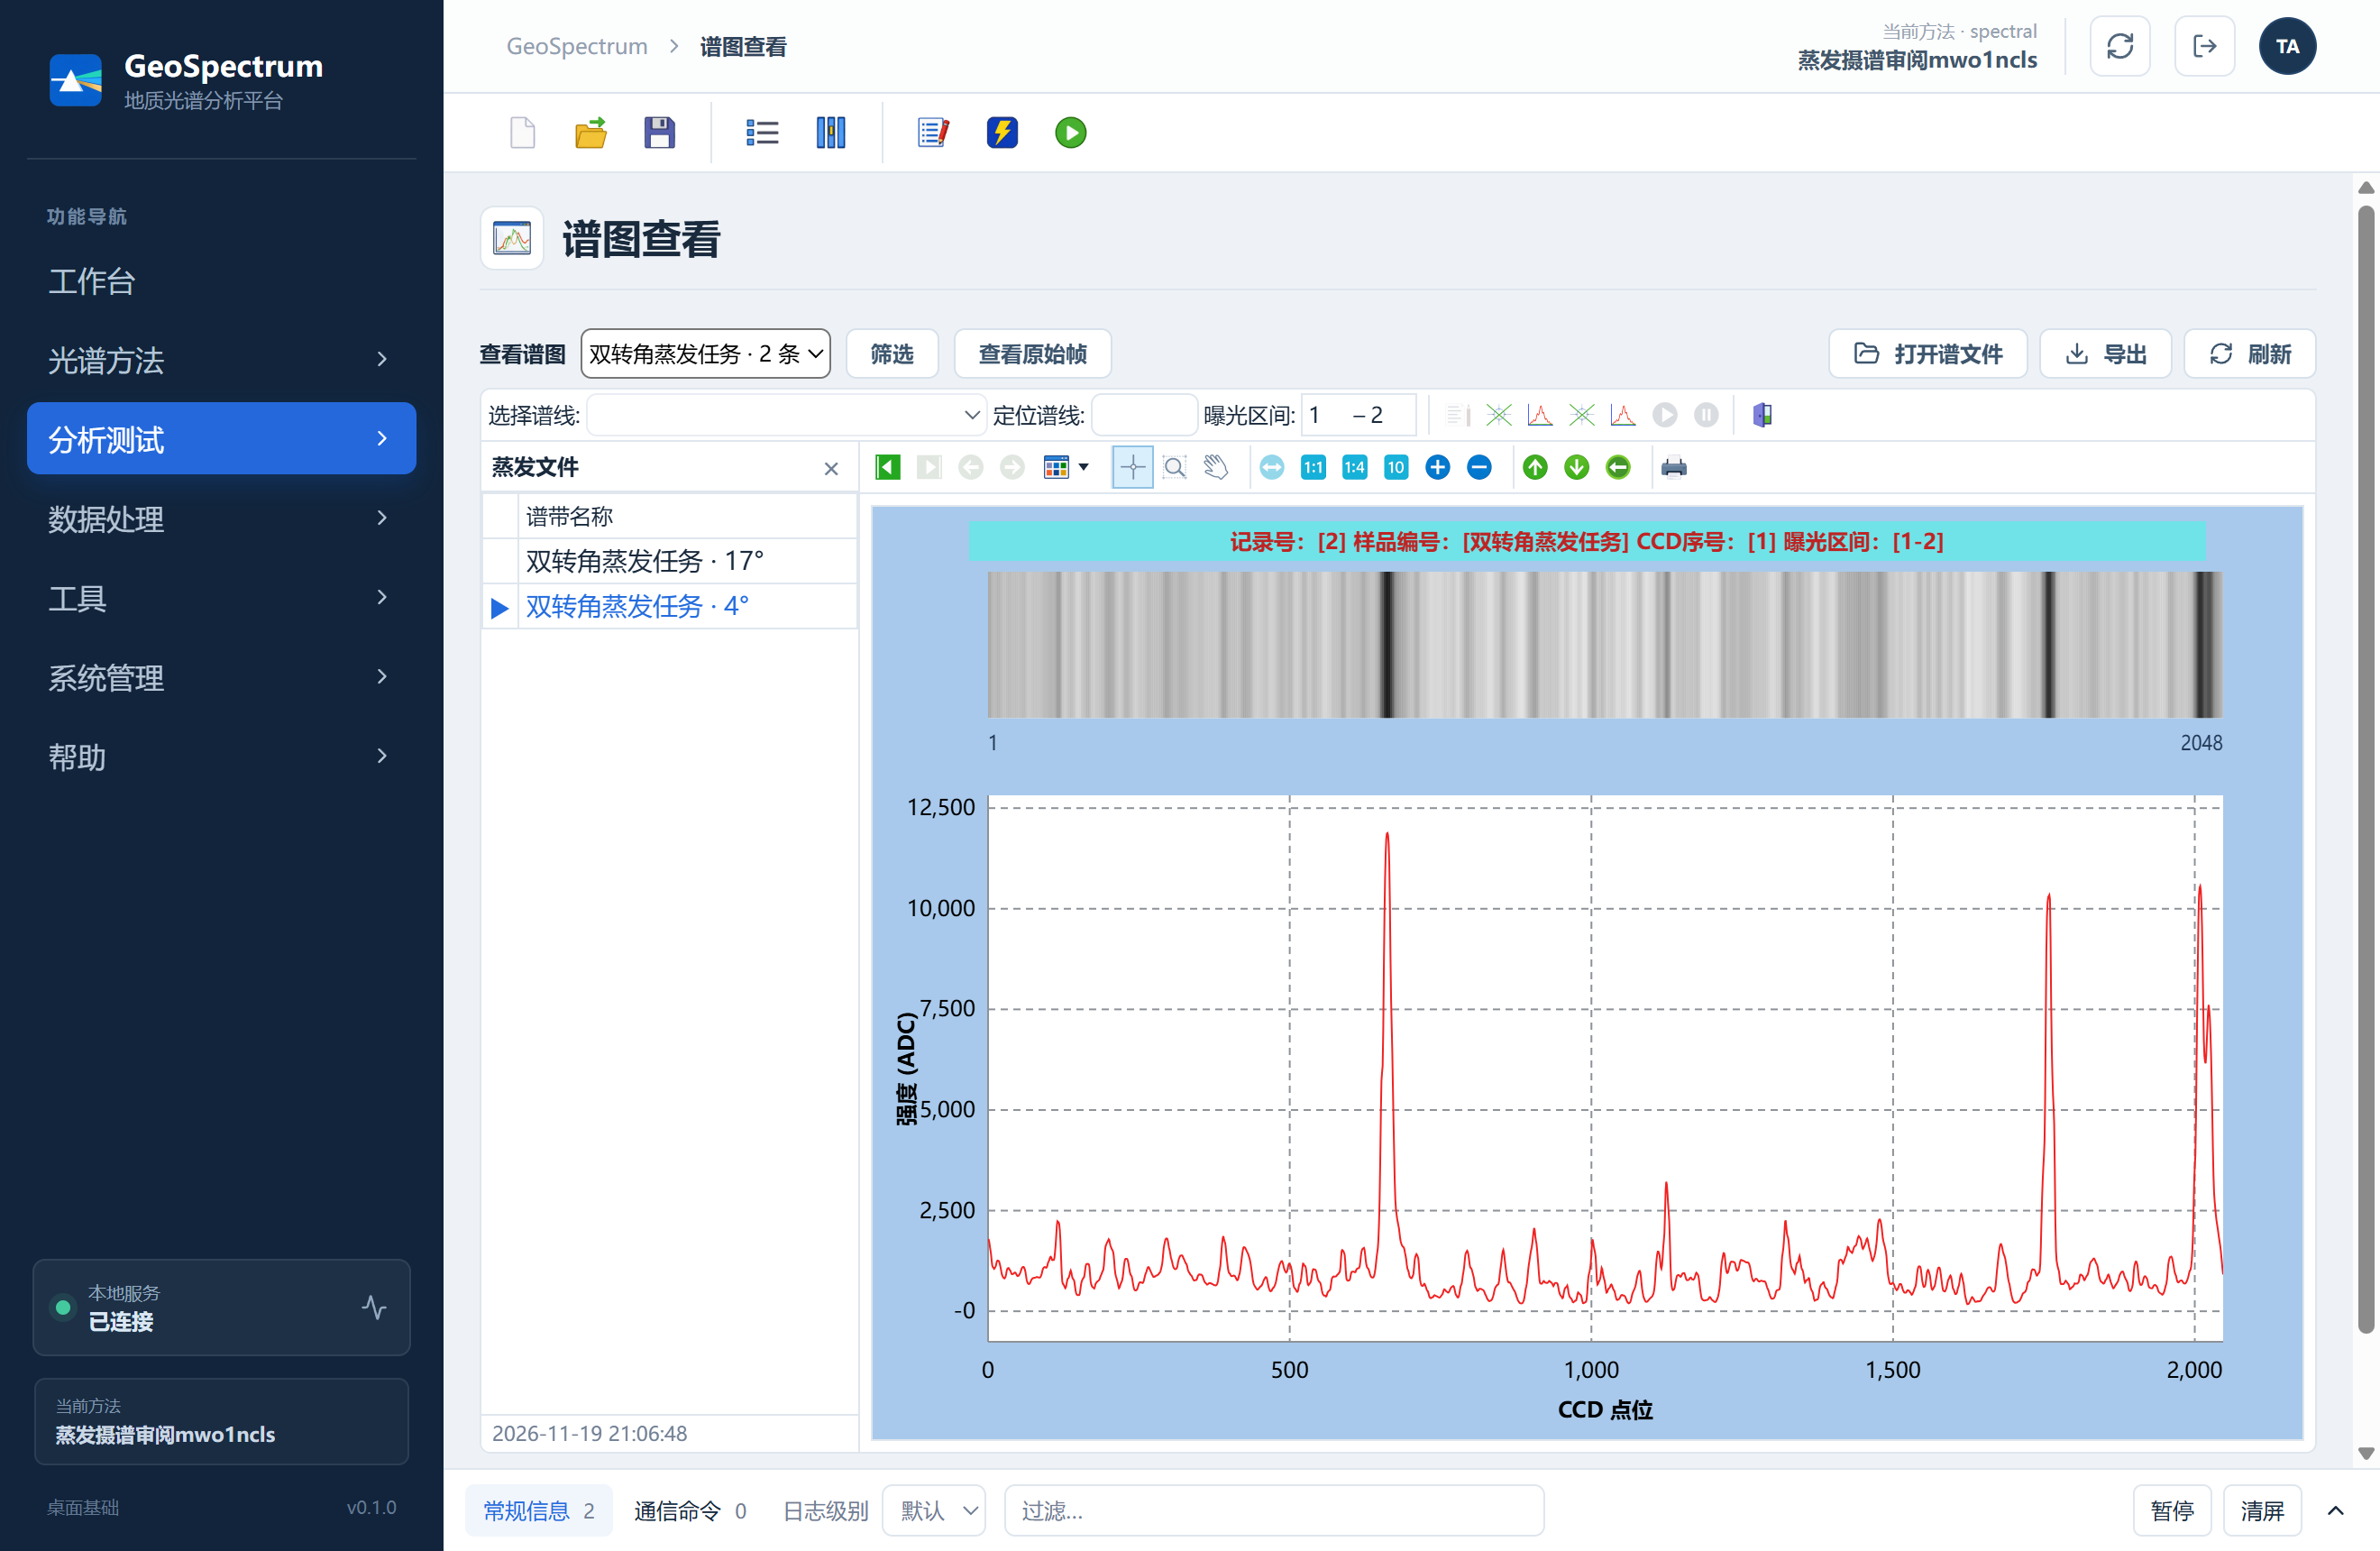 GeoSpectrum
地质光谱分析平台
功能导航
工作台
光谱方法
分析测试
数据处理
工具
系统管理
帮助
本地服务
已连接
当前方法
蒸发摄谱审阅mwo1ncls
桌面基础 v0.1.0
GeoSpectrum 谱图查看
当前方法 · spectral
蒸发摄谱审阅mwo1ncls
TA
谱图查看
查看谱图 双转角蒸发任务 · 2 条 筛选 查看原始帧 打开谱文件 导出 刷新
选择谱线: 定位谱线: 曝光区间: 1 – 2
蒸发文件
1:1 1:4 10
谱带名称
双转角蒸发任务 · 17°
双转角蒸发任务 · 4°
2026-11-19 21:06:48
记录号：[2] 样品编号：[双转角蒸发任务] CCD序号：[1] 曝光区间：[1-2]
1 2048
12,500
10,000
7,500
5,000
2,500
-0
强度 (ADC)
0 500 1,000 1,500 2,000
CCD 点位
常规信息 2 通信命令 0 日志级别 默认 过滤... 暂停 清屏